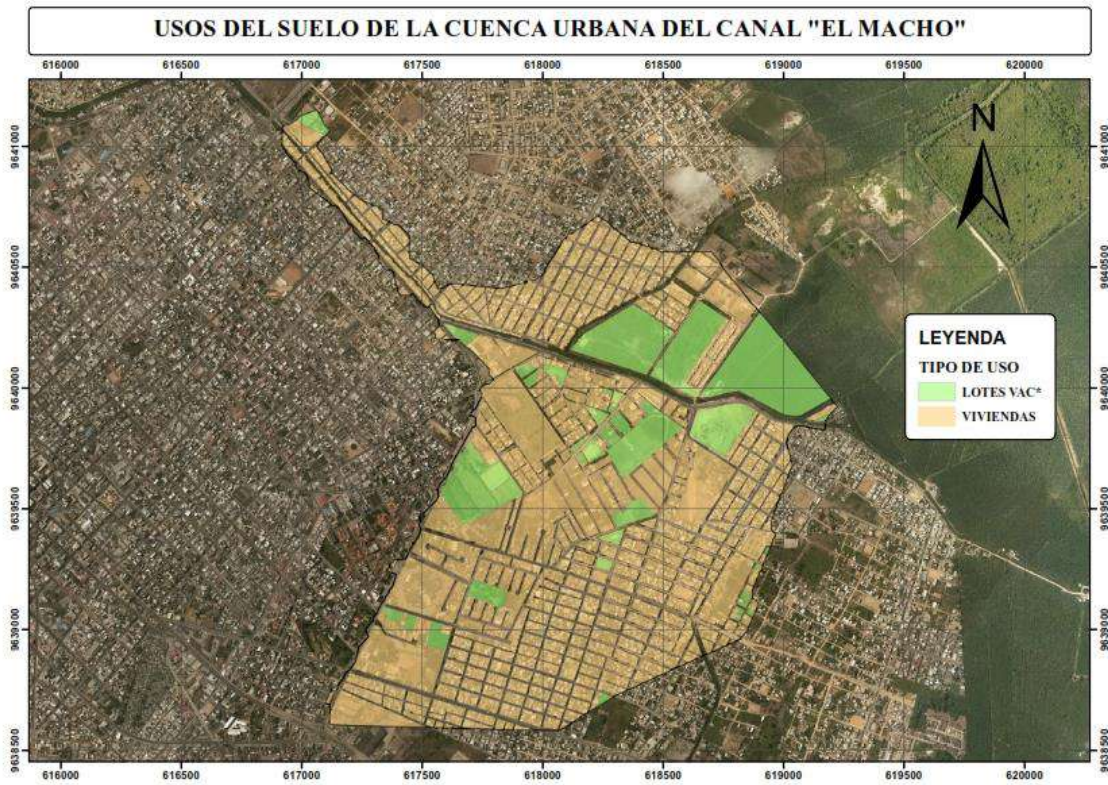 USOS DEL SUELO DE LA CUENCA URBANA DEL CANAL "EL MACHO"
616000 616500 617000 617500 618000 618500 619000 619500 620000
9641000 9641000
9640500 9640500
N
LEYENDA
TIPO DE USO
LOTES VAC*
VIVIENDAS
9640000 9640000
9639500 9639500
9639000 9639000
9638500 9638500
616000 616500 617000 617500 618000 618500 619000 619500 620000